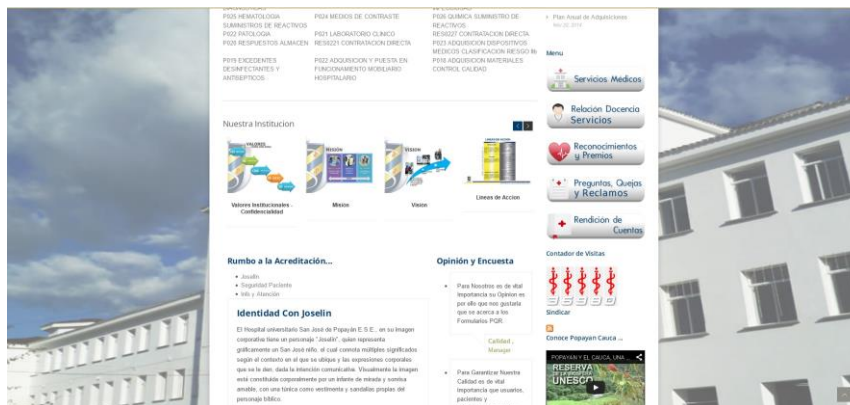 P025 HEMATOLOGIA
SUMINISTROS DE REACTIVOS
P022 PATOLOGIA
P020 RESPUESTOS ALMACEN
P019 EXCEDENTES
DESINFECTANTES Y
ANTISEPTICOS
P024 MEDIOS DE CONTRASTE
P021 LABORATORIO CLINICO
RES0221 CONTRATACION DIRECTA
P022 ADQUISICION Y PUESTA EN
FUNCIONAMIENTO MOBILIARIO
HOSPITALARIO
P026 QUIMICA SUMINISTRO DE
REACTIVOS
RES0227 CONTRATACION DIRECTA
P023 ADQUISICION DISPOSITIVOS
MEDICOS CLASIFICACION RIESGO IIb
P018 ADQUISICION MATERIALES
CONTROL CALIDAD
Plan Anual de Adquisiciones
Menu
Servicios Medicos
Relación Docencia
Servicios
Reconocimientos
y Premios
Preguntas, Quejas
y Reclamos
Rendición de
Cuentas
Nuestra Institucion
VALORES
MISION
VISION
Valores Institucionales -
Confidencialidad
Mision
Vision
Lineas de Accion
Rumbo a la Acreditación...
Josalin
Seguridad Paciente
Info y Atención
Identidad Con Joselin
El Hospital universitario San José de Popayán E.S.E., en su imagen
corporativa tiene un personaje "Josalin", quien representa
gráficamente un San José niño, el cual connota múltiples significados
según el contexto en el que se ubique y las expresiones corporales
que se le den, dada la intención comunicativa. Visualmente la imagen
está constituida corporalmente por un infante de mirada y sonrisa
amable, con una túnica como vestimenta y sandalias propias del
personaje bíblico.
Opinión y Encuesta
Para Nosotros es de vital
Importancia su Opinion es
por ello que nos gustaria
que se acerca a los
Formularios PQR.
Calidad
Manager
Para Garantizar Nuestra
Calidad es de vital
Importancia que usuarios,
pacientes y
Contador de Visitas
35980
Sindicar
Conoce Popayan Cauca ...
POPAYAN Y EL CAUCA, UNA ...
RESERVA
UNESCO